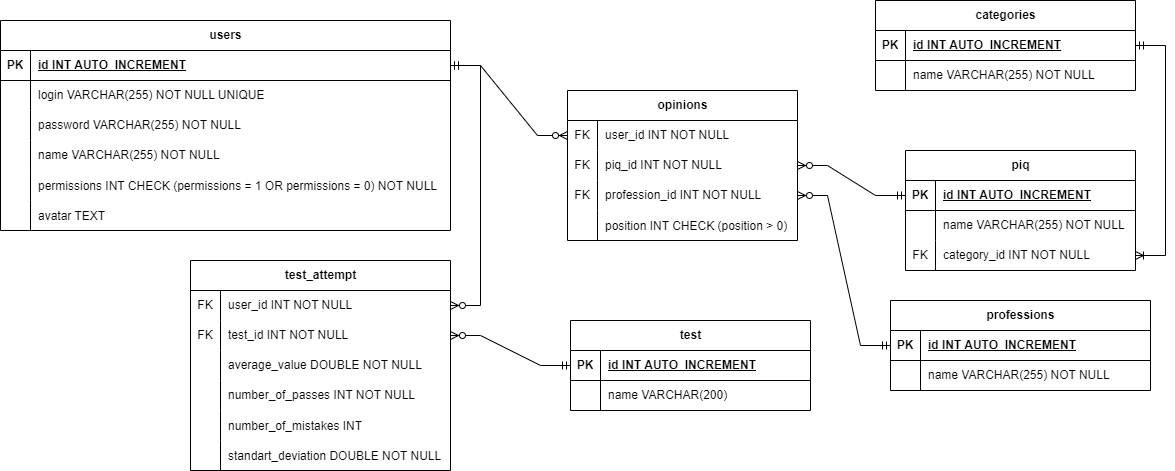 users
PK id INT AUTO_INCREMENT
login VARCHAR(255) NOT NULL UNIQUE
password VARCHAR(255) NOT NULL
name VARCHAR(255) NOT NULL
permissions INT CHECK (permissions = 1 OR permissions = 0) NOT NULL
avatar TEXT
test_attempt
FK user_id INT NOT NULL
FK test_id INT NOT NULL
average_value DOUBLE NOT NULL
number_of_passes INT NOT NULL
number_of_mistakes INT
standart_deviation DOUBLE NOT NULL
opinions
FK user_id INT NOT NULL
FK piq_id INT NOT NULL
FK profession_id INT NOT NULL
position INT CHECK (position > 0)
test
PK id INT AUTO_INCREMENT
name VARCHAR(200)
categories
PK id INT AUTO_INCREMENT
name VARCHAR(255) NOT NULL
piq
PK id INT AUTO_INCREMENT
name VARCHAR(255) NOT NULL
FK category_id INT NOT NULL
professions
PK id INT AUTO_INCREMENT
name VARCHAR(255) NOT NULL